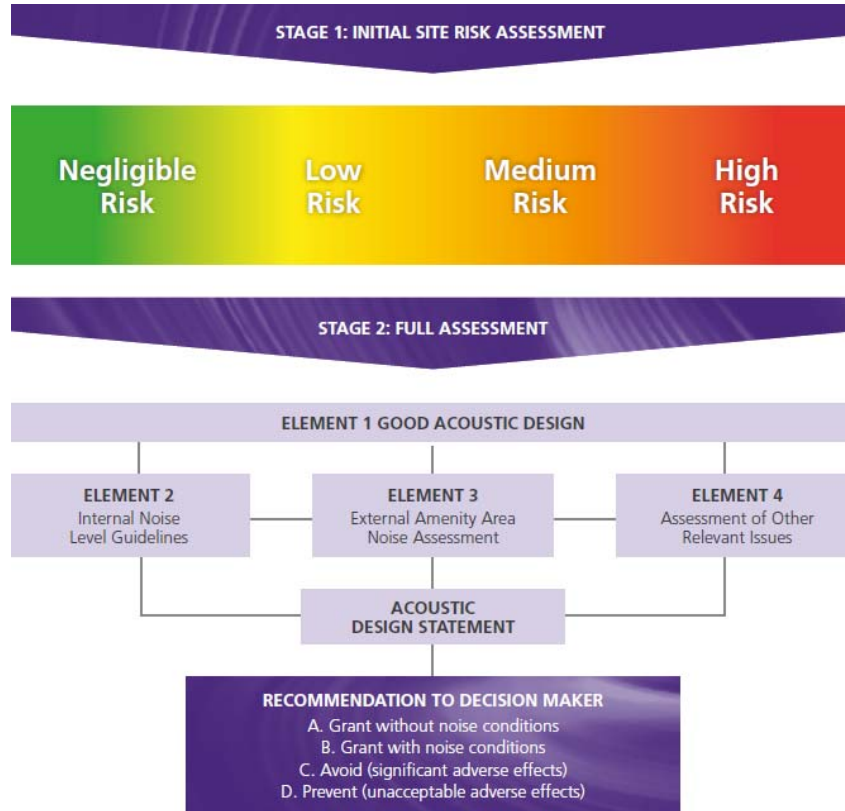 STAGE 1: INITIAL SITE RISK ASSESSMENT
Negligible
Risk
Low
Risk
Medium
Risk
High
Risk
STAGE 2: FULL ASSESSMENT
ELEMENT 1 GOOD ACOUSTIC DESIGN
ELEMENT 2
Internal Noise
Level Guidelines
ELEMENT 3
External Amenity Area
Noise Assessment
ELEMENT 4
Assessment of Other
Relevant Issues
ACOUSTIC
DESIGN STATEMENT
RECOMMENDATION TO DECISION MAKER
A. Grant without noise conditions
B. Grant with noise conditions
C. Avoid (significant adverse effects)
D. Prevent (unacceptable adverse effects)